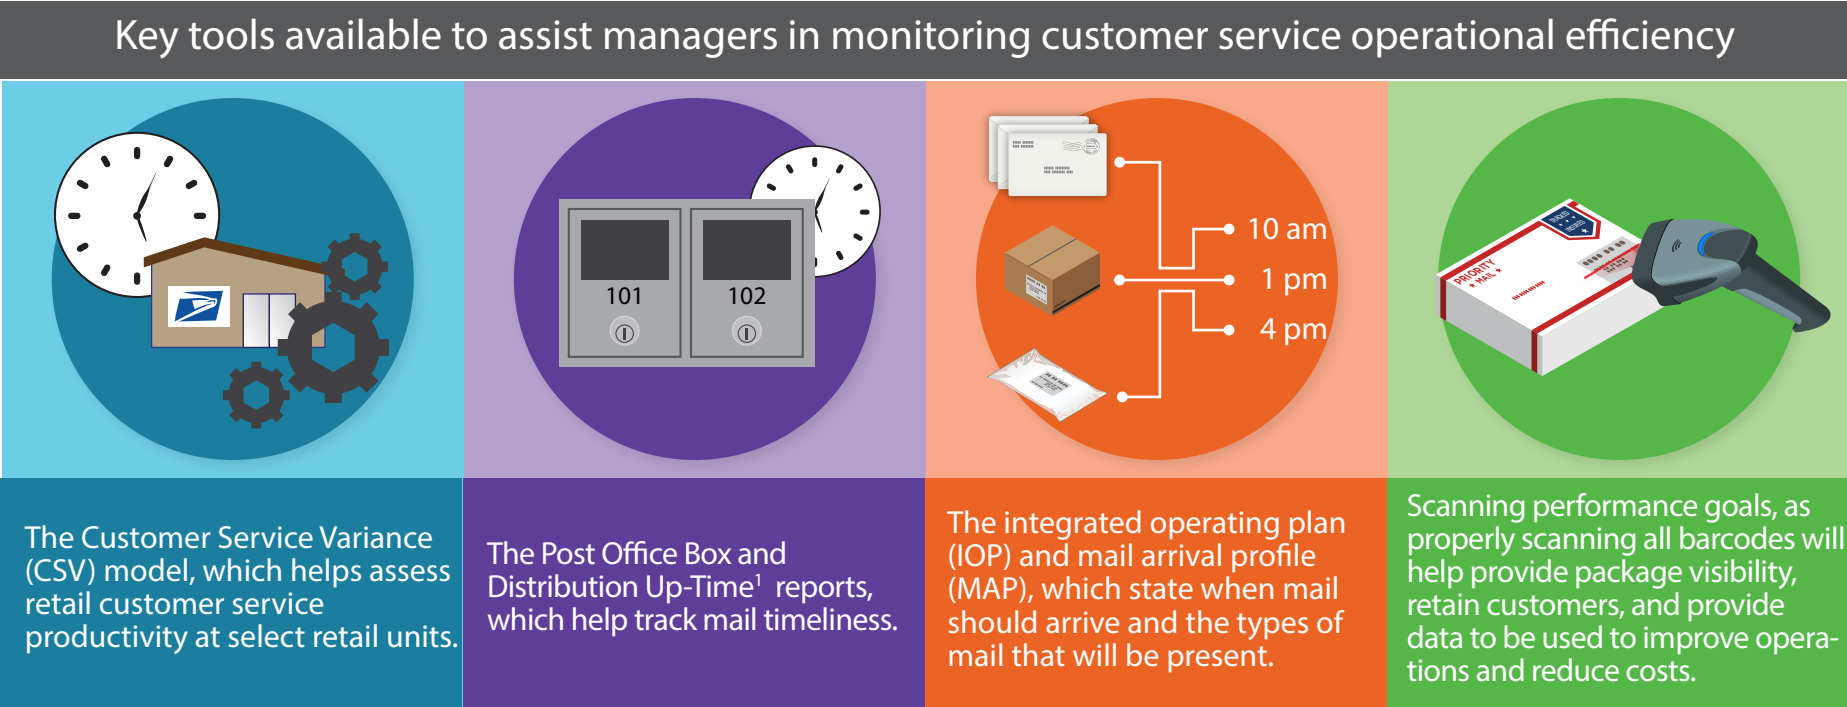 Key tools available to assist managers in monitoring customer service operational efficiency
101
102
10 am
1 pm
4 pm
PRIORITY
★ MAIL ★
The Customer Service Variance
(CSV) model, which helps assess
retail customer service
productivity at select retail units.
The Post Office Box and
Distribution Up-Time¹ reports,
which help track mail timeliness.
The integrated operating plan
(IOP) and mail arrival profile
(MAP), which state when mail
should arrive and the types of
mail that will be present.
Scanning performance goals, as
properly scanning all barcodes will
help provide package visibility,
retain customers, and provide
data to be used to improve opera-
tions and reduce costs.